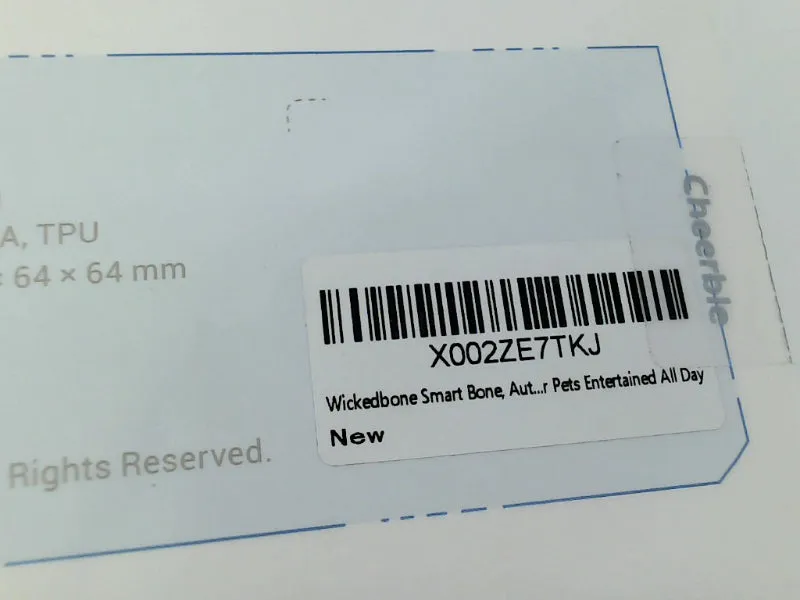 A, TPU
× 64 × 64 mm
Cheerble
X002ZE7TKJ
Wickedbone Smart Bone, Aut...r Pets Entertained All Day
New
Rights Reserved.